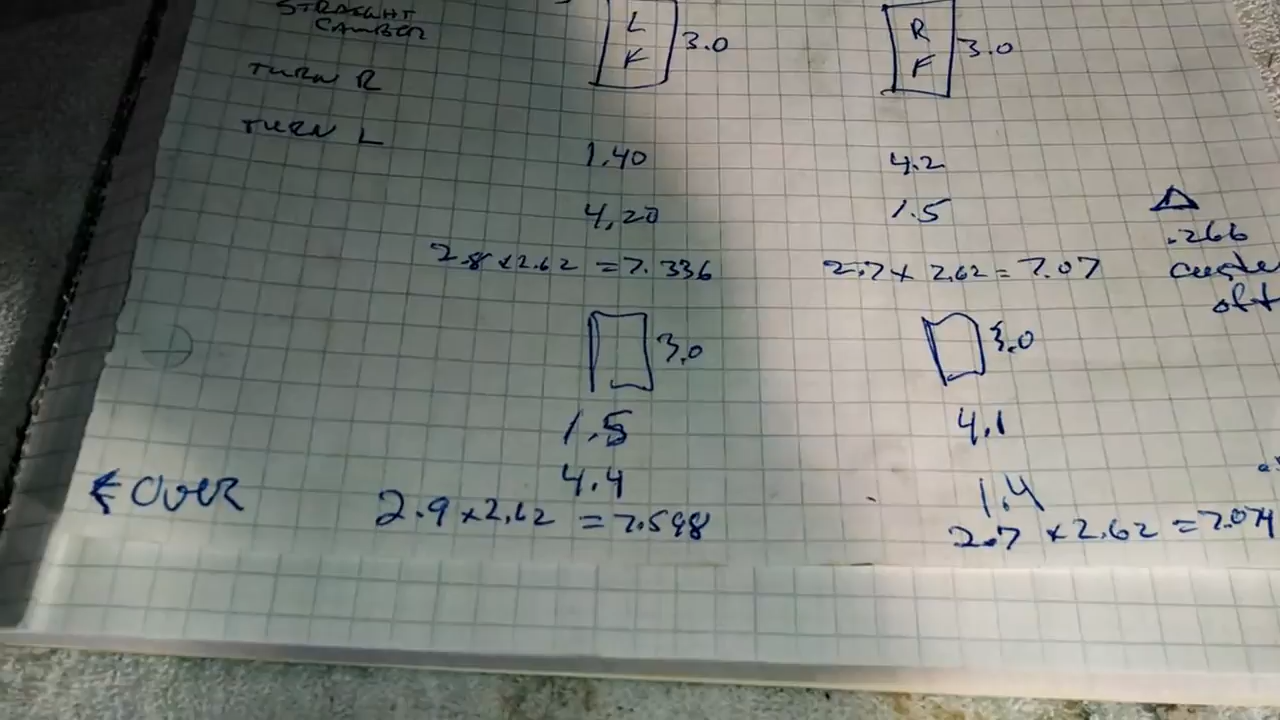 STRAIGHT
CAMBER
L
F
3.0
R
F
3.0
TURN R
TURN L
1.40
4.2
4.20
1.5
Δ
.266
2.8 x 2.62 = 7.336
2.7 x 2.62 = 7.07
caste
oft
3.0
3.0
1.5
4.1
4.4
1.4
← OVER
2.9 x 2.62 = 7.598
2.7 x 2.62 = 7.074